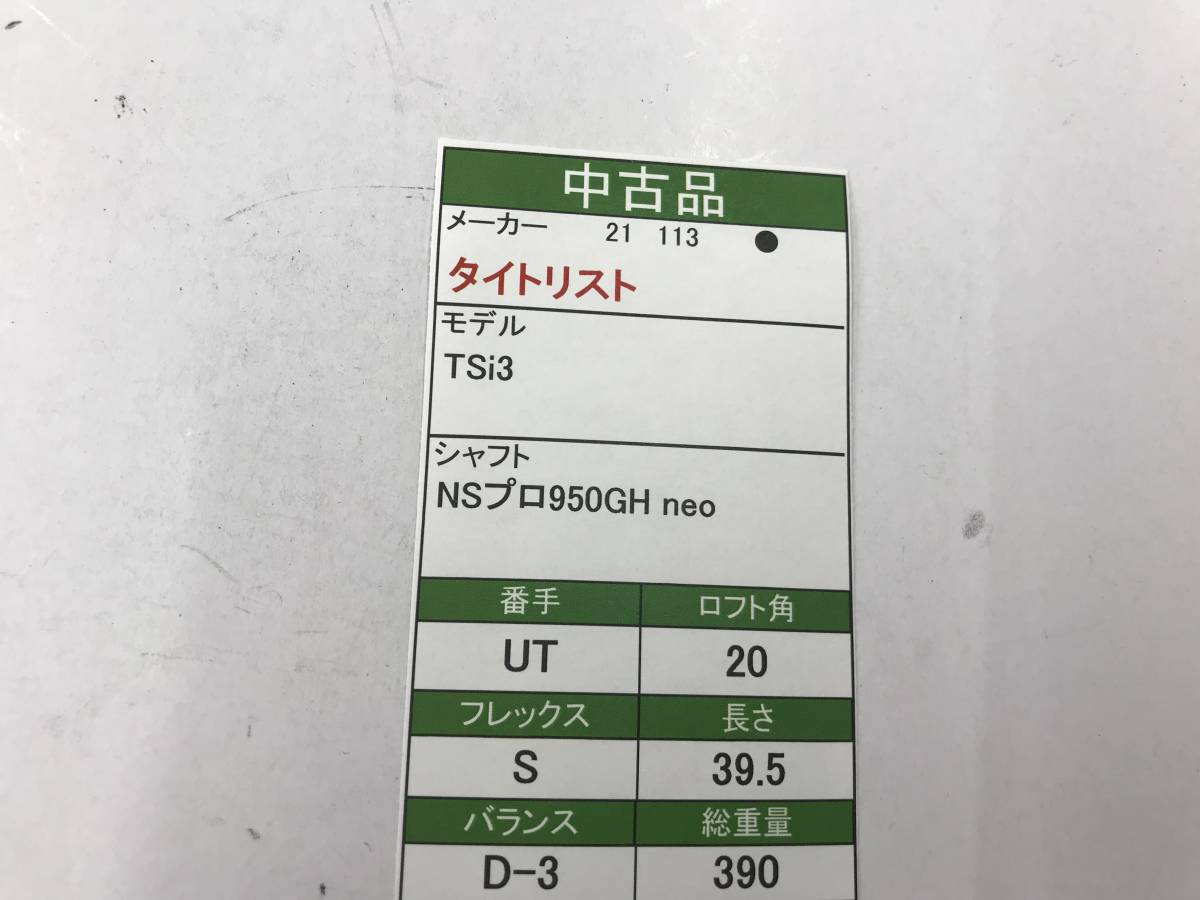 中古品
メーカー 21 113 ●
タイトリスト
モデル
TSi3
シャフト
NSプロ950GH neo
番手 ロフト角
UT 20
フレックス 長さ
S 39.5
バランス 総重量
D-3 390